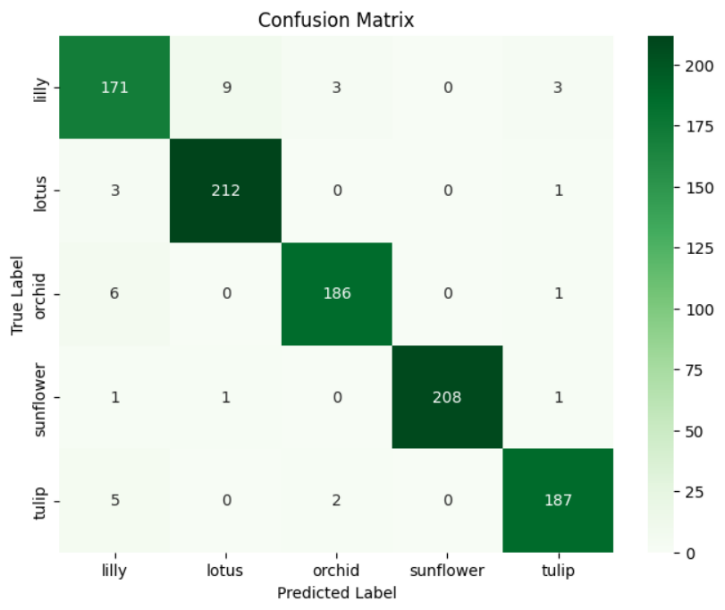 Confusion Matrix
lilly 171 9 3 0 3
lotus 3 212 0 0 1
orchid 6 0 186 0 1
sunflower 1 1 0 208 1
tulip 5 0 2 0 187
lilly lotus orchid sunflower tulip
Predicted Label
True Label
200
175
150
125
100
75
50
25
0